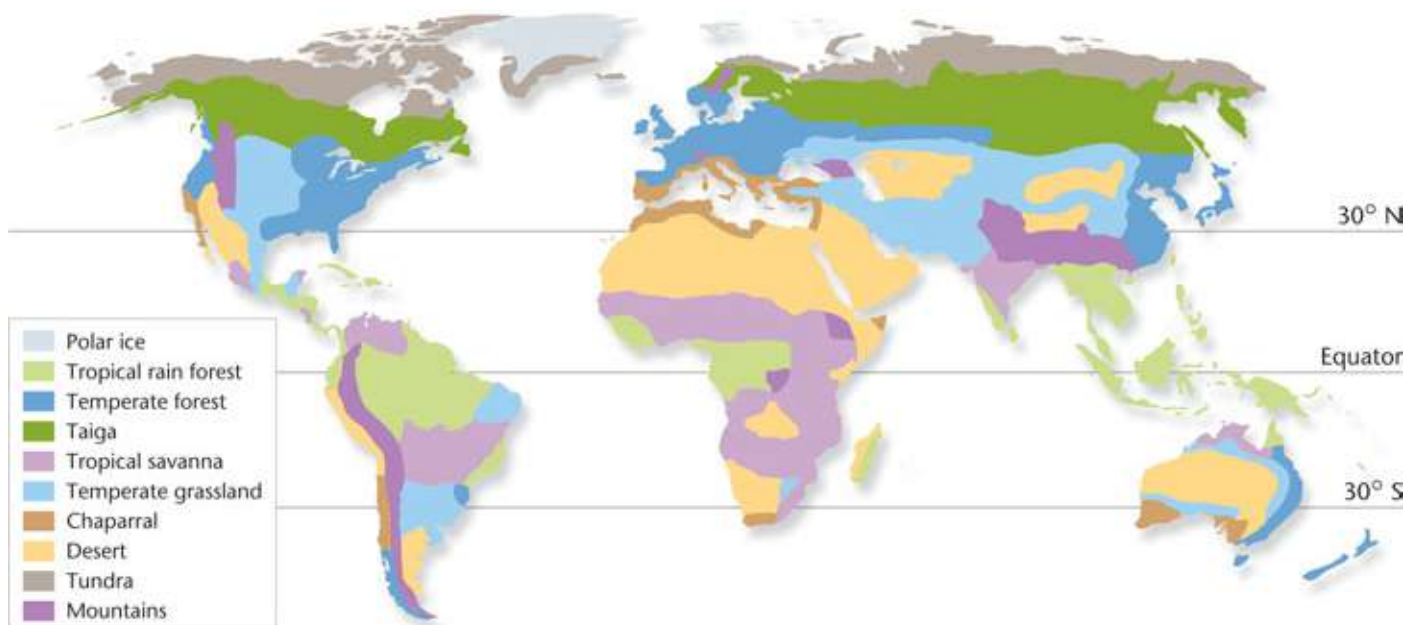 30° N
Equator
30° S
Polar ice
Tropical rain forest
Temperate forest
Taiga
Tropical savanna
Temperate grassland
Chaparral
Desert
Tundra
Mountains